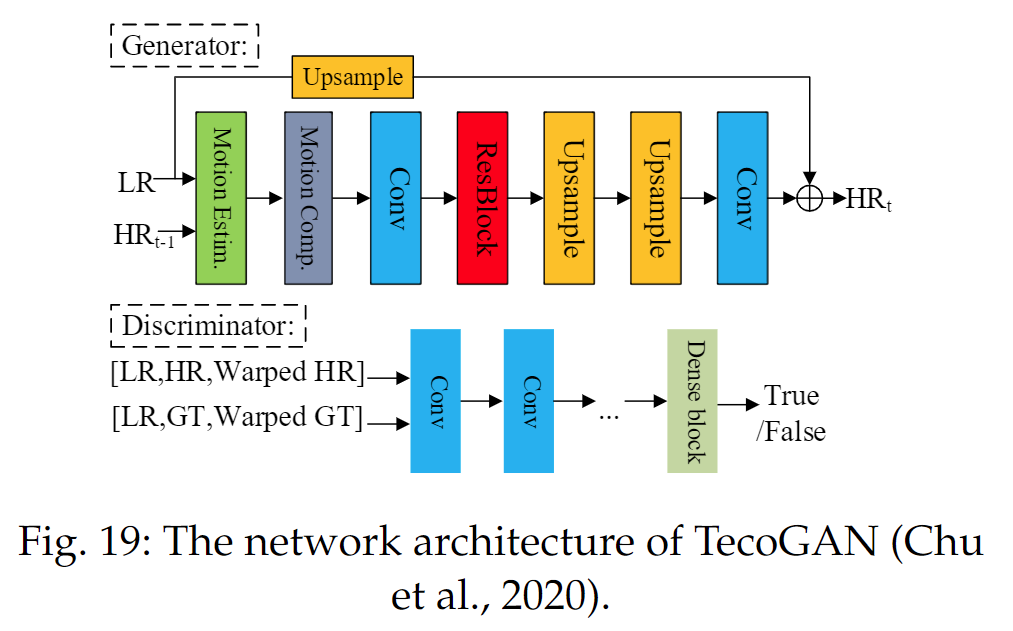 Generator:
Upsample
LR
HRt-1
Motion Estim.
Motion Comp.
Conv
ResBlock
Upsample
Upsample
Conv
HRt
Discriminator:
[LR,HR,Warped HR]
[LR,GT,Warped GT]
Conv
Conv
...
Dense block
True
/False
Fig. 19: The network architecture of TecoGAN (Chu
et al., 2020).